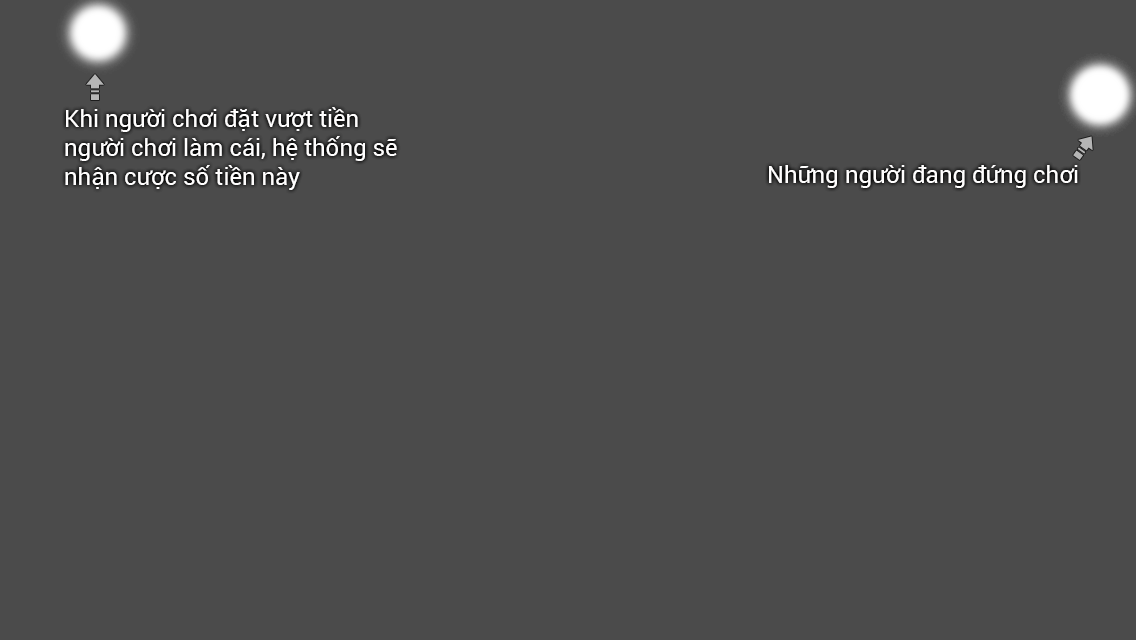 Khi người chơi đặt vượt tiền
người chơi làm cái, hệ thống sẽ
nhận cược số tiền này
Những người đang đứng chơi